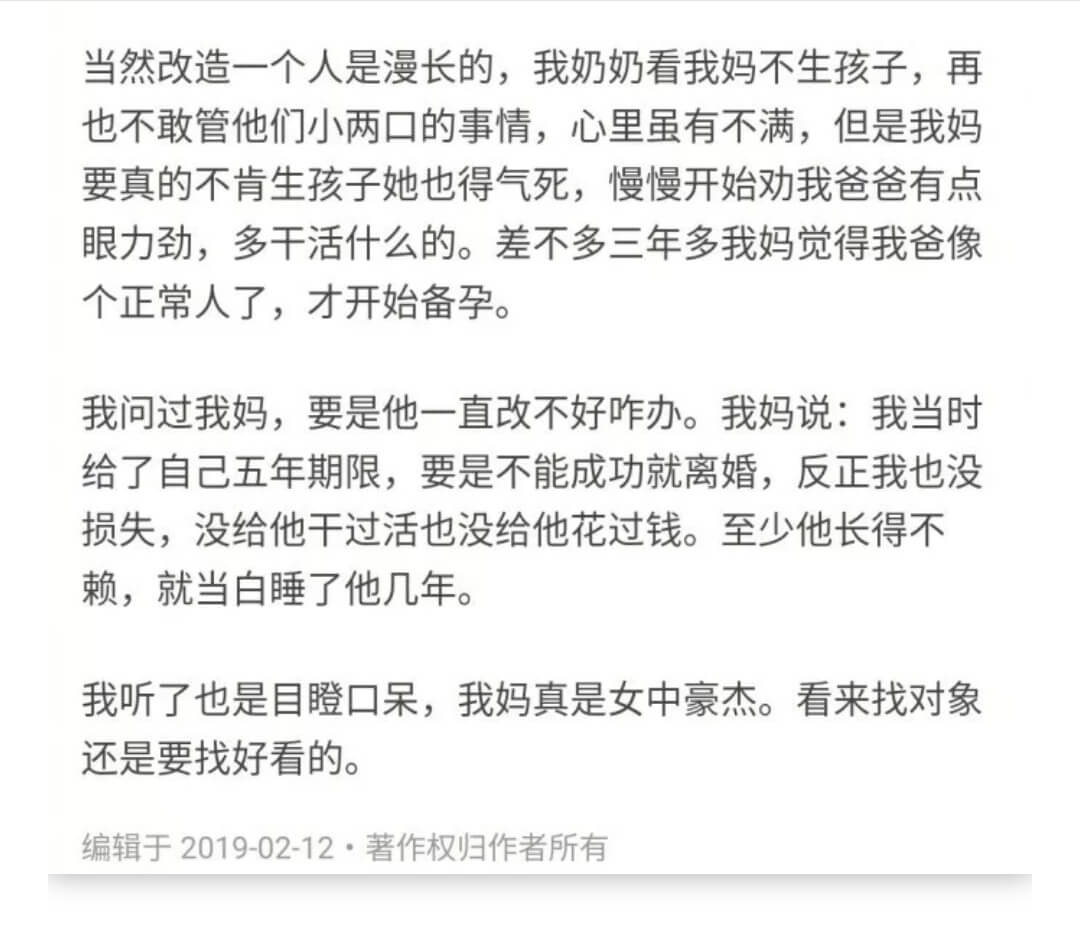 当然改造一个人是漫长的，我奶奶看我妈不生孩子，再
也不敢管他们小两口的事情，心里虽有不满，但是我妈
要真的不肯生孩子她也得气死，慢慢开始劝我爸爸有点
眼力劲，多干活什么的。差不多三年多我妈觉得我爸像
个正常人了，才开始备孕。
我问过我妈，要是他一直改不好咋办。我妈说：我当时
给了自己五年期限，要是不能成功就离婚，反正我也没
损失，没给他干过活也没给他花过钱。至少他长得不
赖，就当白睡了他几年。
我听了也是目瞪口呆，我妈真是女中豪杰。看来找对象
还是要找好看的。
编辑于 2019-02-12・著作权归作者所有